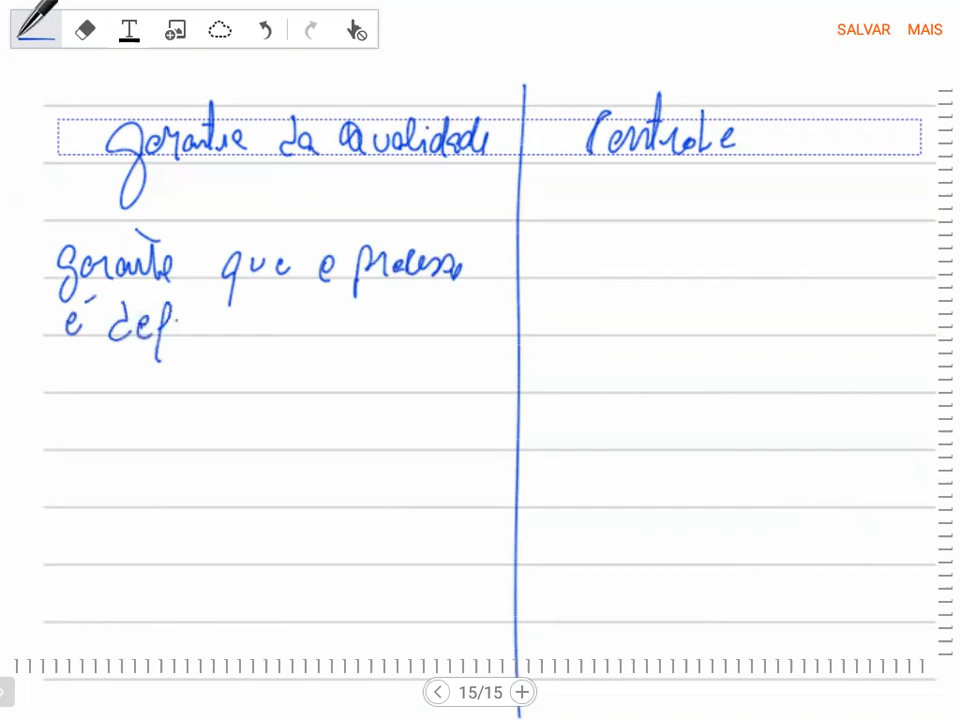 SALVAR MAIS
Garantia da Qualidade
Controle
garante que o processo
é def
15/15